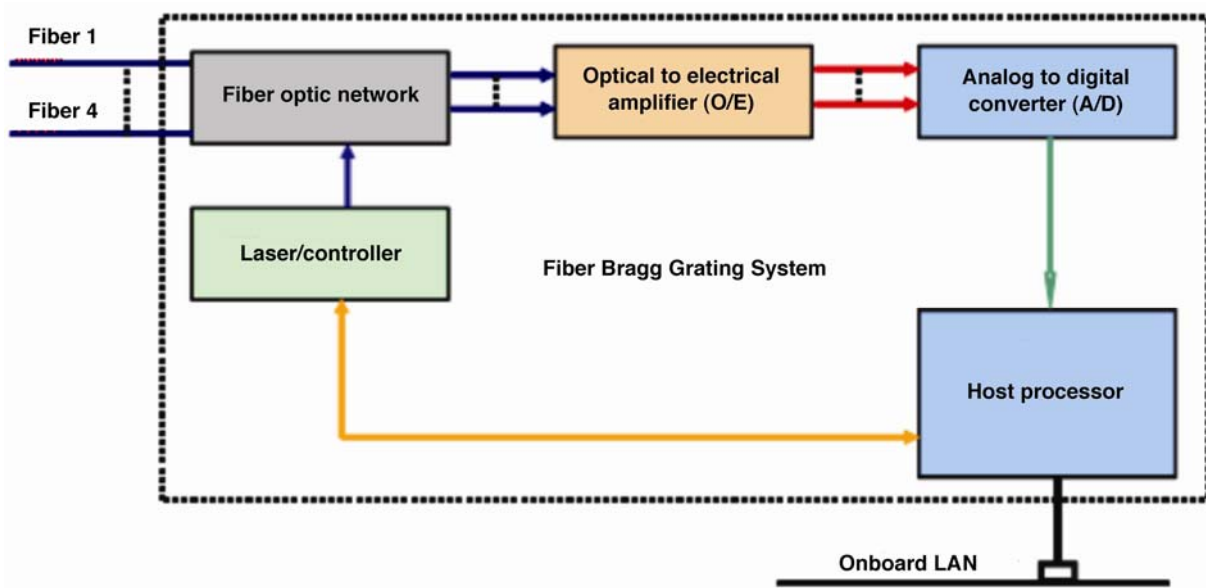 Fiber 1
Fiber 4
Fiber optic network
Optical to electrical
amplifier (O/E)
Analog to digital
converter (A/D)
Laser/controller
Fiber Bragg Grating System
Host processor
Onboard LAN